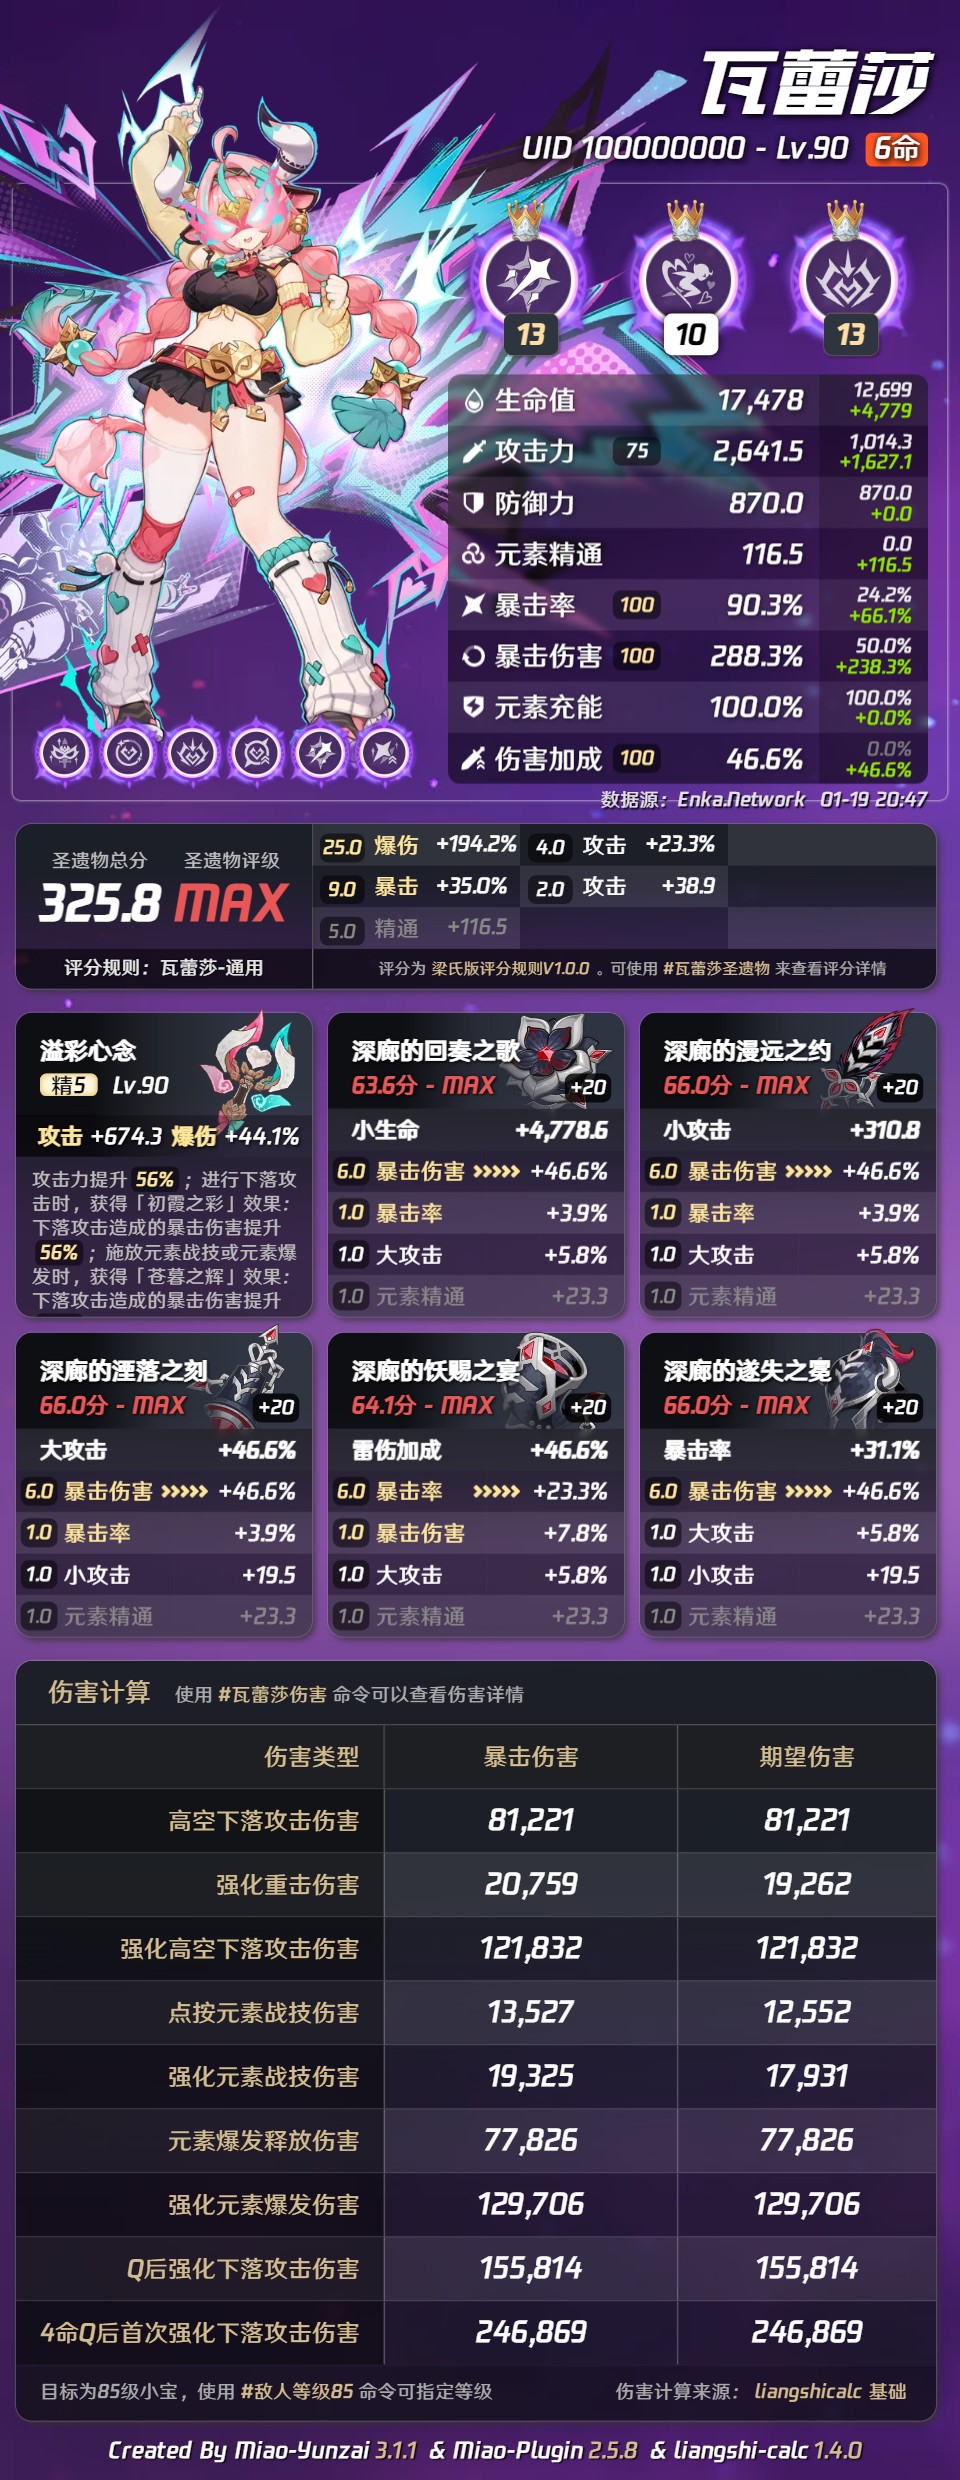 瓦蕾莎
UID 100000000 - Lv.90 6命
13 10 13
生命值 17,478 12,699 +4,779
攻击力 75 2,641.5 1,014.3 +1,627.1
防御力 870.0 870.0 +0.0
元素精通 116.5 0.0 +116.5
暴击率 100 90.3% 24.2% +66.1%
暴击伤害 100 288.3% 50.0% +238.3%
元素充能 100.0% 100.0% +0.0%
伤害加成 100 46.6% 0.0% +46.6%
数据源：Enka.Network 01-19 20:47
圣遗物总分 圣遗物评级
325.8 MAX
评分规则：瓦蕾莎-通用
25.0 爆伤 +194.2% 4.0 攻击 +23.3%
9.0 暴击 +35.0% 2.0 攻击 +38.9
5.0 精通 +116.5
评分为 梁氏版评分规则V1.0.0 。可使用 #瓦蕾莎圣遗物 来查看评分详情
溢彩心念
精5 Lv.90
攻击 +674.3 爆伤 +44.1%
攻击力提升 56% ；进行下落攻
击时，获得「初霞之彩」效果：
下落攻击造成的暴击伤害提升
56% ；施放元素战技或元素爆
发时，获得「苍暮之辉」效果：
下落攻击造成的暴击伤害提升
深廊的回奏之歌
63.6分 - MAX +20
小生命 +4,778.6
6.0 暴击伤害 ››››› +46.6%
1.0 暴击率 +3.9%
1.0 大攻击 +5.8%
1.0 元素精通 +23.3
深廊的漫远之约
66.0分 - MAX +20
小攻击 +310.8
6.0 暴击伤害 ››››› +46.6%
1.0 暴击率 +3.9%
1.0 大攻击 +5.8%
1.0 元素精通 +23.3
深廊的湮落之刻
66.0分 - MAX +20
大攻击 +46.6%
6.0 暴击伤害 ››››› +46.6%
1.0 暴击率 +3.9%
1.0 小攻击 +19.5
1.0 元素精通 +23.3
深廊的饫赐之宴
64.1分 - MAX +20
雷伤加成 +46.6%
6.0 暴击率 ››››› +23.3%
1.0 暴击伤害 +7.8%
1.0 大攻击 +5.8%
1.0 元素精通 +23.3
深廊的遂失之冕
66.0分 - MAX +20
暴击率 +31.1%
6.0 暴击伤害 ››››› +46.6%
1.0 大攻击 +5.8%
1.0 小攻击 +19.5
1.0 元素精通 +23.3
伤害计算 使用 #瓦蕾莎伤害 命令可以查看伤害详情
伤害类型 暴击伤害 期望伤害
高空下落攻击伤害 81,221 81,221
强化重击伤害 20,759 19,262
强化高空下落攻击伤害 121,832 121,832
点按元素战技伤害 13,527 12,552
强化元素战技伤害 19,325 17,931
元素爆发释放伤害 77,826 77,826
强化元素爆发伤害 129,706 129,706
Q后强化下落攻击伤害 155,814 155,814
4命Q后首次强化下落攻击伤害 246,869 246,869
目标为85级小宝，使用 #敌人等级85 命令可指定等级 伤害计算来源： liangshicalc 基础
Created By Miao-Yunzai 3.1.1 & Miao-Plugin 2.5.8 & liangshi-calc 1.4.0